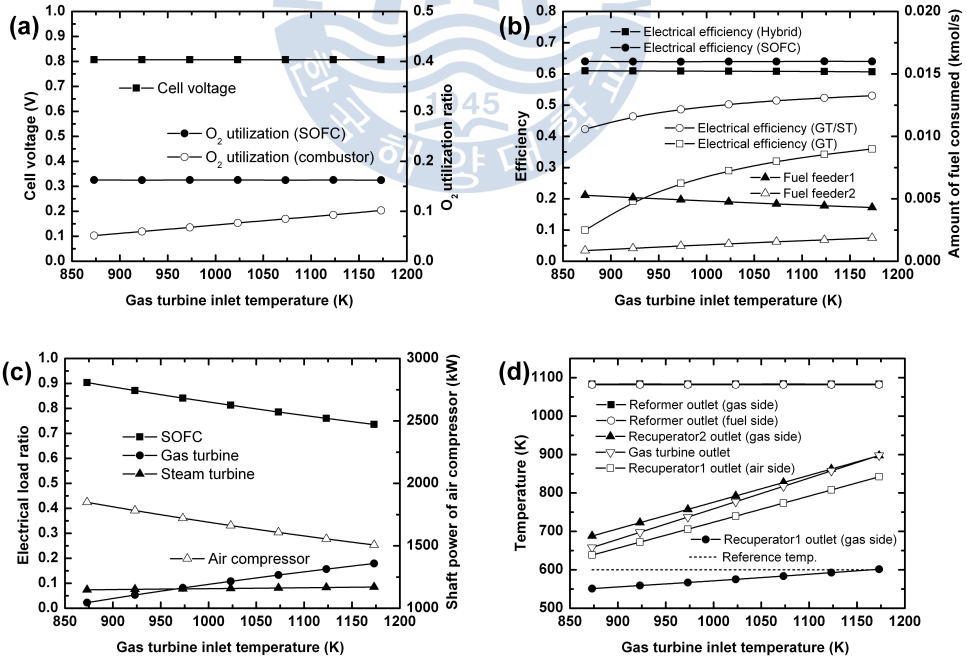 (a)
1.0
0.9
0.8
0.7
0.6
0.5
0.4
0.3
0.2
0.1
0.0
Cell voltage (V)
Cell voltage
O2 utilization (SOFC)
O2 utilization (combustor)
0.5
0.4
0.3
0.2
0.1
0.0
O2 utilization ratio
850 900 950 1000 1050 1100 1150 1200
Gas turbine inlet temperature (K)
(b)
0.8
0.7
0.6
0.5
0.4
0.3
0.2
0.1
0.0
Efficiency
Electrical efficiency (Hybrid)
Electrical efficiency (SOFC)
Electrical efficiency (GT/ST)
Electrical efficiency (GT)
Fuel feeder1
Fuel feeder2
0.020
0.015
0.010
0.005
0.000
Amount of fuel consumed (kmol/s)
850 900 950 1000 1050 1100 1150 1200
Gas turbine inlet temperature (K)
1945
(c)
1.0
0.9
0.8
0.7
0.6
0.5
0.4
0.3
0.2
0.1
0.0
Electrical load ratio
SOFC
Gas turbine
Steam turbine
Air compressor
3000
2500
2000
1500
1000
Shaft power of air compressor (kW)
850 900 950 1000 1050 1100 1150 1200
Gas turbine inlet temperature (K)
(d)
1100
1000
900
800
700
600
500
Temperature (K)
Reformer outlet (gas side)
Reformer outlet (fuel side)
Recuperator2 outlet (gas side)
Gas turbine outlet
Recuperator1 outlet (air side)
Recuperator1 outlet (gas side)
Reference temp.
850 900 950 1000 1050 1100 1150 1200
Gas turbine inlet temperature (K)